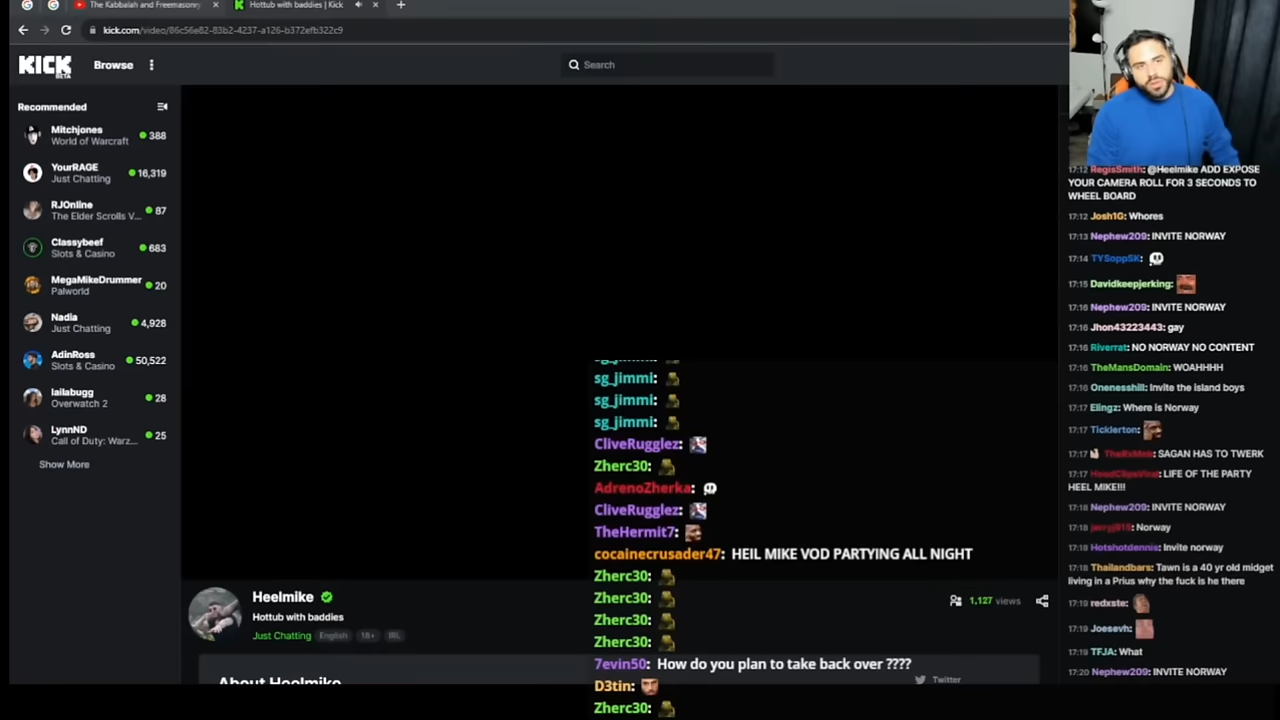 The Kabbalah and Freemasonry
Hottub with baddies | Kick
kick.com/video/86c56e82-83b2-4237-a126-b372efb322c9
KICK
BETA
Browse
Search
Recommended
Mitchjones
World of Warcraft
388
YourRAGE
Just Chatting
16,319
RJOnline
The Elder Scrolls V...
87
Classybeef
Slots & Casino
683
MegaMikeDrummer
Palworld
20
Nadia
Just Chatting
4,928
AdinRoss
Slots & Casino
50,522
lailabugg
Overwatch 2
28
LynnND
Call of Duty: Warz...
25
Show More
sg_jimmi:
sg_jimmi:
sg_jimmi:
sg_jimmi:
CliveRugglez:
Zherc30:
AdrenoZherka:
CliveRugglez:
TheHermit7:
cocainecrusader47: HEIL MIKE VOD PARTYING ALL NIGHT
Zherc30:
Zherc30:
Zherc30:
Zherc30:
7evin50: How do you plan to take back over ????
D3tin:
Zherc30:
Heelmike
Hottub with baddies
Just Chatting English 18+ IRL
1,127 views
About Heelmike
Twitter
17:12 RegisSmith: @Heelmike ADD EXPOSE
YOUR CAMERA ROLL FOR 3 SECONDS TO
WHEEL BOARD
17:12 Josh1G: Whores
17:13 Nephew209: INVITE NORWAY
17:14 TYSoppSK:
17:15 Davidkeepjerking:
17:16 Nephew209: INVITE NORWAY
17:16 Jhon43223443: gay
17:16 Riverrat: NO NORWAY NO CONTENT
17:16 TheMansDomain: WOAHHHH
17:16 Onenesshill: Invite the island boys
17:17 Elingz: Where is Norway
17:17 Ticklerton:
17:17 TheRxMob: SAGAN HAS TO TWERK
17:17 HoodClipsViral: LIFE OF THE PARTY
HEEL MIKE!!!
17:18 Nephew209: INVITE NORWAY
17:18 Norway
17:18 Hotshotdennis: Invite norway
17:18 Thailandbars: Tawn is a 40 yr old midget
living in a Prius why the fuck is he there
17:19 redxste:
17:19 Joesevh:
17:19 TFJA: What
17:20 Nephew209: INVITE NORWAY